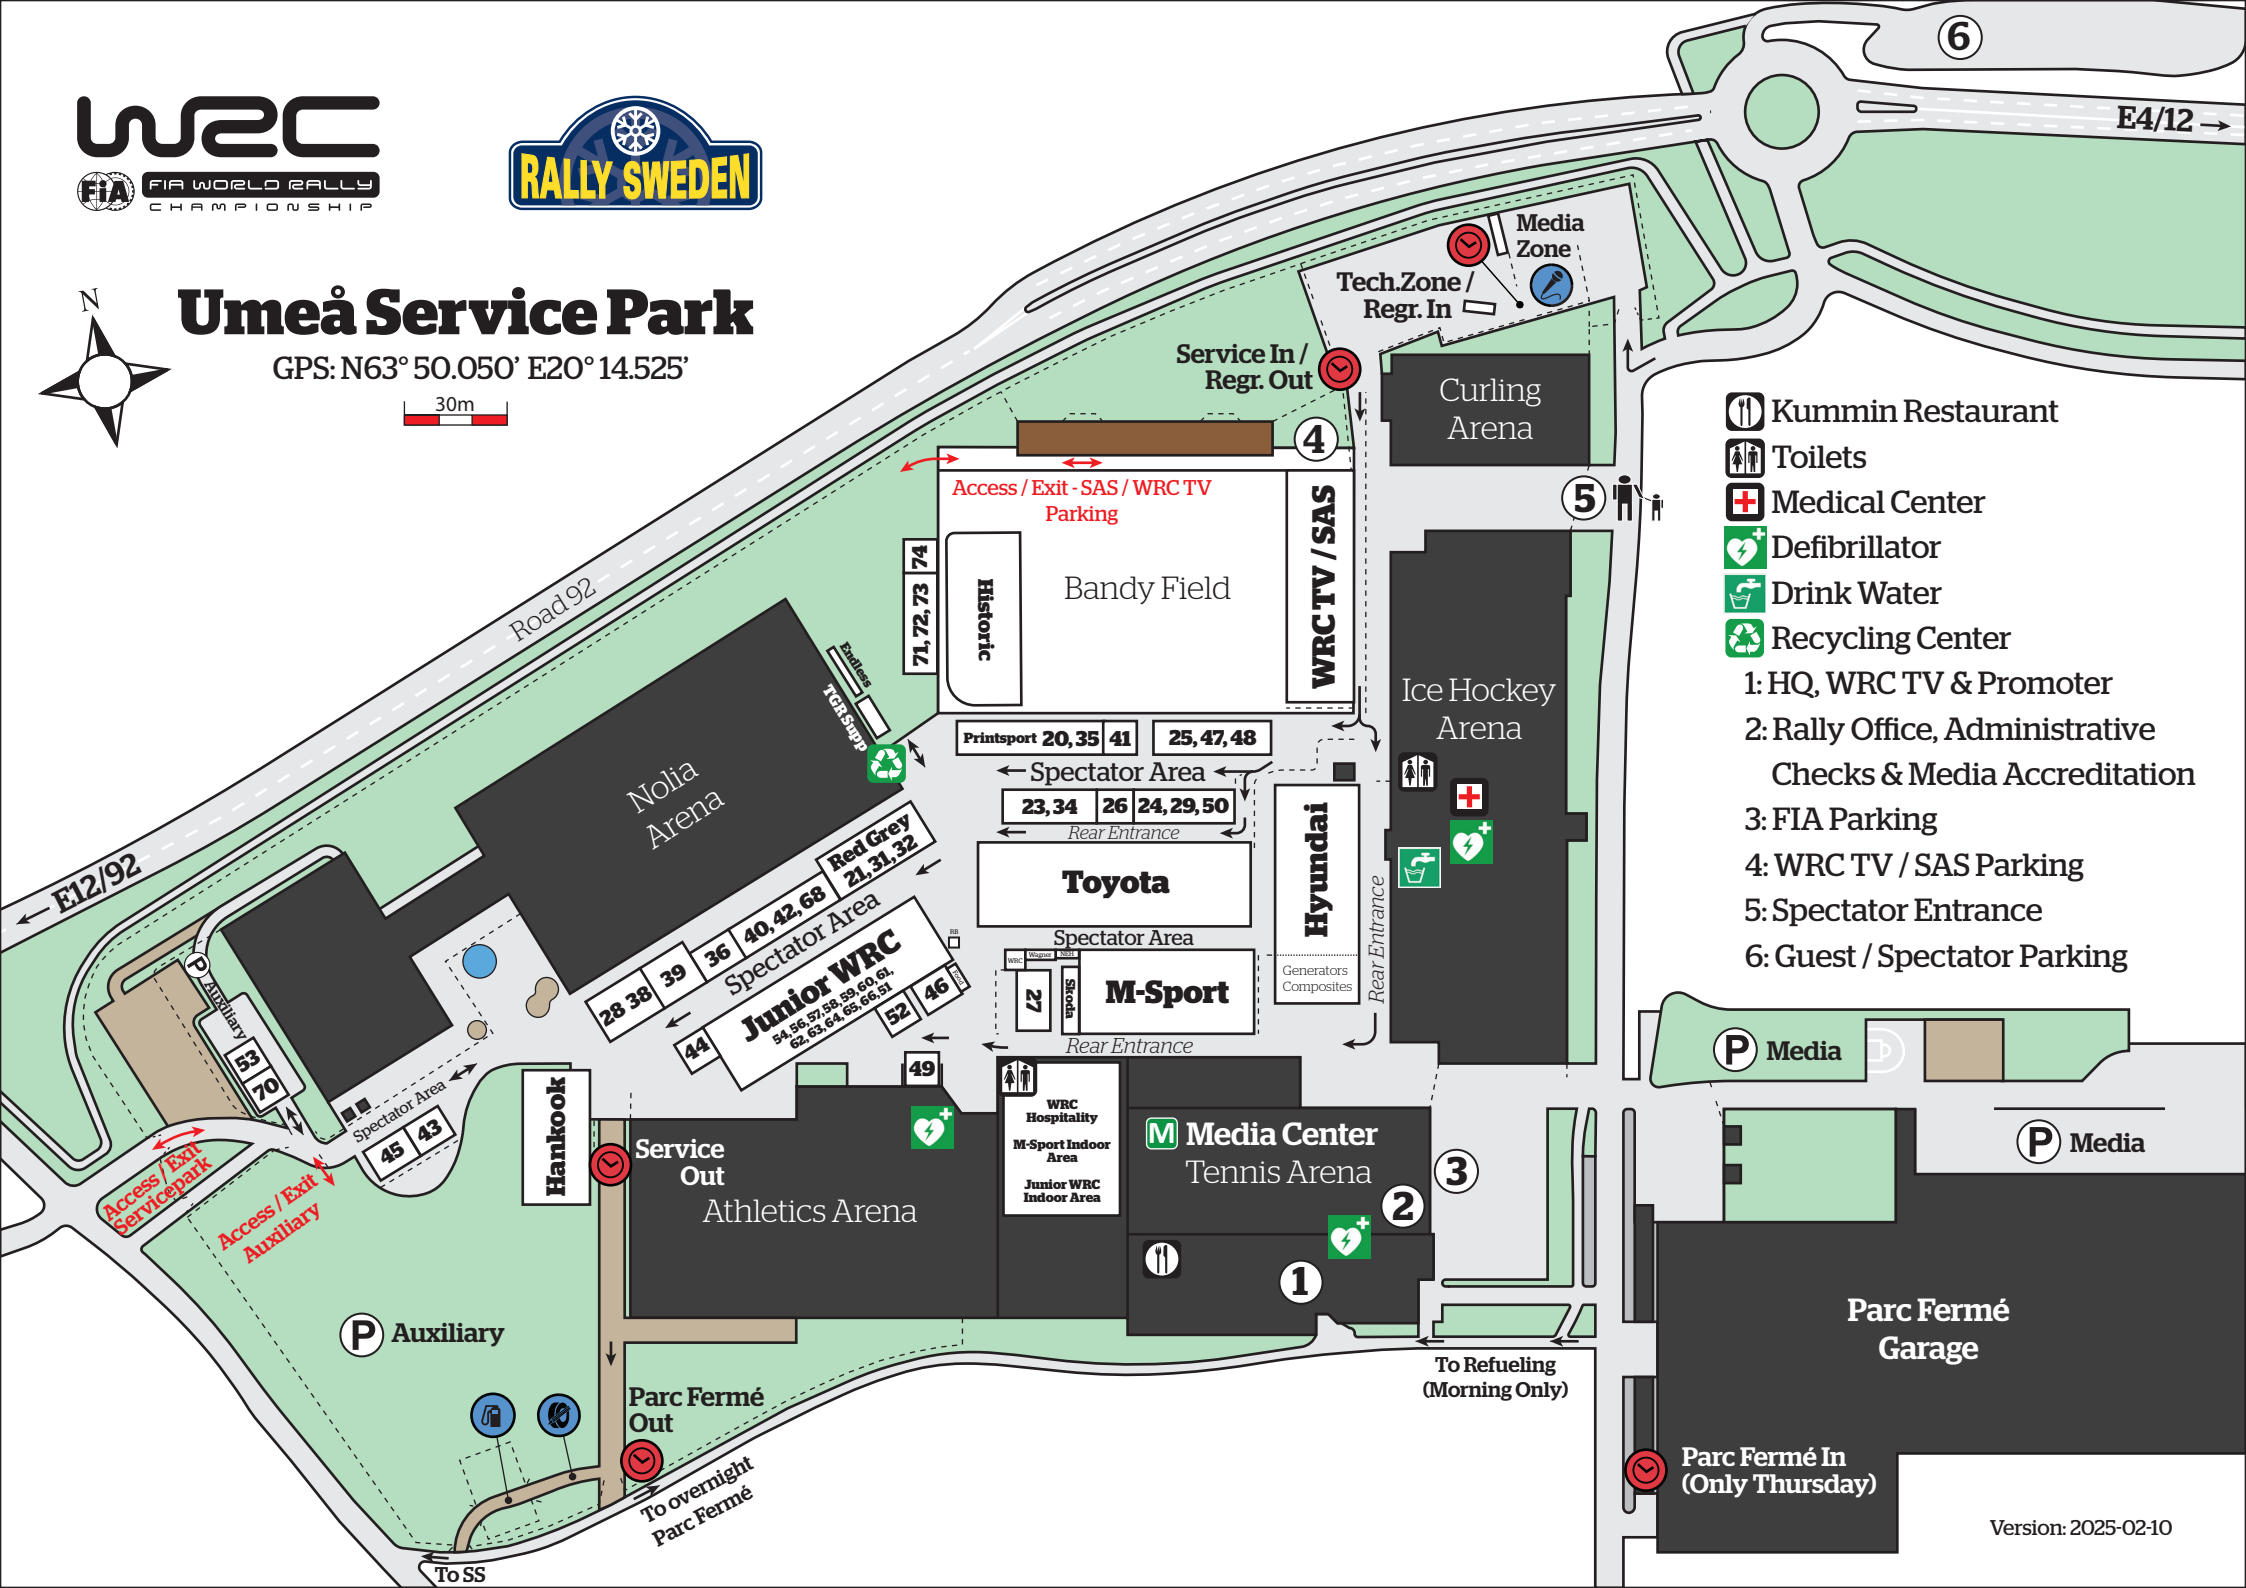 WRC
FIA
FIA WORLD RALLY
CHAMPIONSHIP
RALLY SWEDEN
N
Umeå Service Park
GPS: N63° 50.050’ E20° 14.525’
30m
6
E4/12
Media
Zone
Tech.Zone /
Regr. In
Service In /
Regr. Out
Curling
Arena
4
5
Access / Exit - SAS / WRC TV
Parking
WRC TV / SAS
Historic
Bandy Field
74
71, 72, 73
Road 92
E12/92
Ice Hockey
Arena
Endless
TGR Supp
Nolia
Arena
Printsport 20, 35
41
25, 47, 48
Spectator Area
23, 34
26
24, 29, 50
Rear Entrance
Toyota
Hyundai
Generators
Composites
Rear Entrance
Spectator Area
WRC
Wagner
NEH
27
Skoda
M-Sport
Rear Entrance
Red Grey
21, 31, 32
40, 42, 68
36
39
28 38
Spectator Area
Junior WRC
54, 56, 57, 58, 59, 60, 61,
62, 63, 64, 65, 66, 51
RB
Food
46
52
44
49
P
Auxiliary
53
70
Spectator Area
45
43
Access / Exit
Servicepark
Access / Exit
Auxiliary
Hankook
Service
Out
Athletics Arena
WRC
Hospitality
M-Sport Indoor
Area
Junior WRC
Indoor Area
M Media Center
Tennis Arena
2
3
1
P Auxiliary
Parc Fermé
Out
To overnight
Parc Fermé
To SS
To Refueling
(Morning Only)
P Media
P Media
Parc Fermé
Garage
Parc Fermé In
(Only Thursday)
Kummin Restaurant
Toilets
Medical Center
Defibrillator
Drink Water
Recycling Center
1: HQ, WRC TV & Promoter
2: Rally Office, Administrative
Checks & Media Accreditation
3: FIA Parking
4: WRC TV / SAS Parking
5: Spectator Entrance
6: Guest / Spectator Parking
Version: 2025-02-10